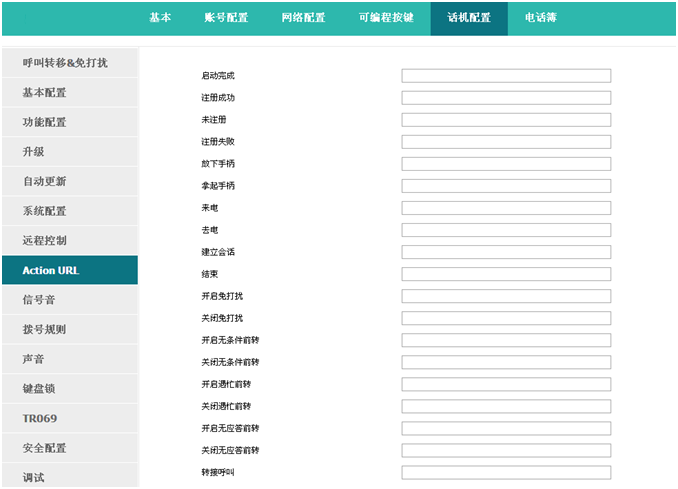 基本 账号配置 网络配置 可编程按键 话机配置 电话簿
呼叫转移&免打扰
基本配置
功能配置
升级
自动更新
系统配置
远程控制
Action URL
信号音
拨号规则
声音
键盘锁
TR069
安全配置
调试
启动完成
注册成功
未注册
注册失败
放下手柄
拿起手柄
来电
去电
建立会话
结束
开启免打扰
关闭免打扰
开启无条件前转
关闭无条件前转
开启遇忙前转
关闭遇忙前转
开启无应答前转
关闭无应答前转
转接呼叫